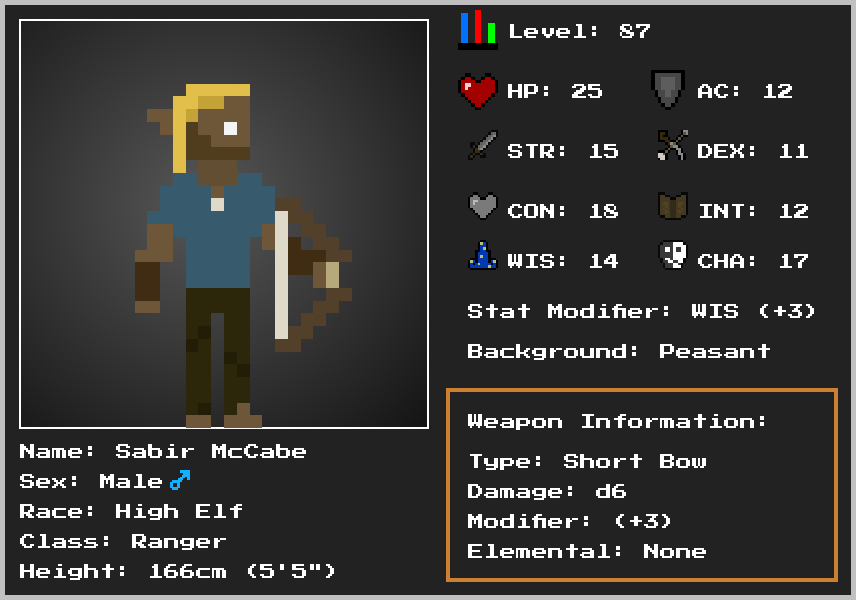 Level: 87
HP: 25 AC: 12
STR: 15 DEX: 11
CON: 18 INT: 12
WIS: 14 CHA: 17
Stat Modifier: WIS (+3)
Background: Peasant
Weapon Information:
Type: Short Bow
Damage: d6
Modifier: (+3)
Elemental: None
Name: Sabir McCabe
Sex: Male♂
Race: High Elf
Class: Ranger
Height: 166cm (5'5")